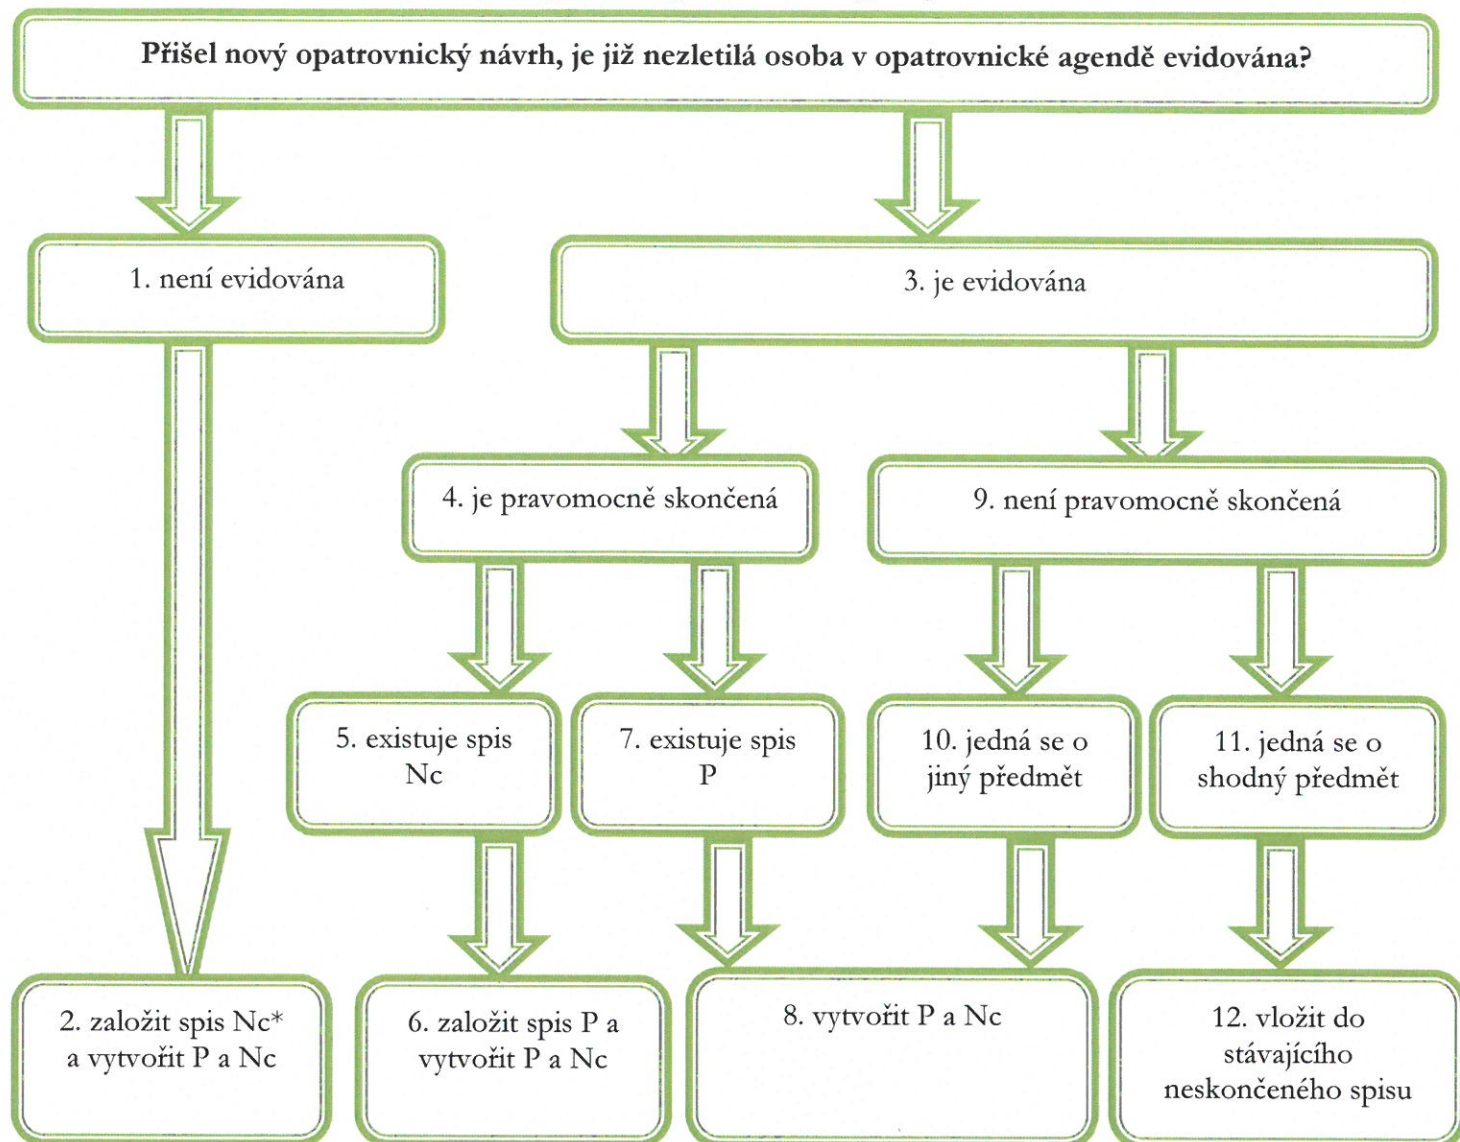 Přišel nový opatrovnický návrh, je již nezletilá osoba v opatrovnické agendě evidována?
1. není evidována
3. je evidována
4. je pravomocně skončená
9. není pravomocně skončená
5. existuje spis
Nc
7. existuje spis
P
10. jedná se o
jiný předmět
11. jedná se o
shodný předmět
2. založit spis Nc*
a vytvořit P a Nc
6. založit spis P a
vytvořit P a Nc
8. vytvořit P a Nc
12. vložit do
stávajícího
neskončeného spisu